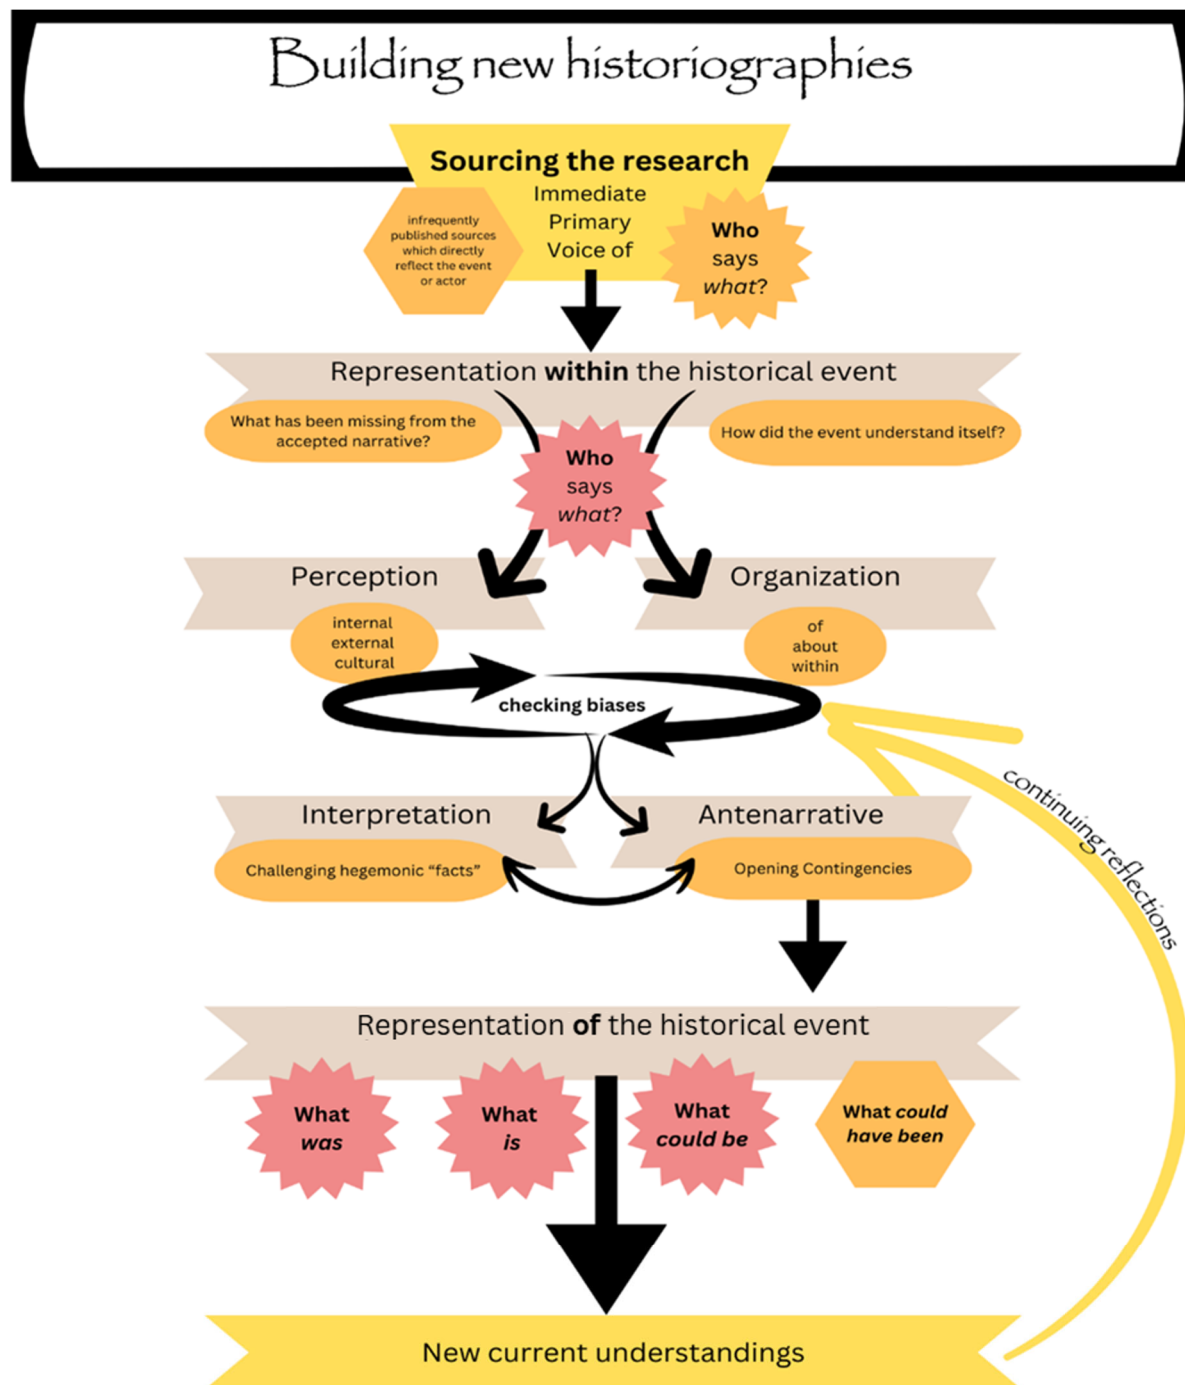 Building new historiographies
Sourcing the research
Immediate
Primary
Voice of
infrequently
published sources
which directly
reflect the event
or actor
Who
says
what?
Representation within the historical event
What has been missing from the
accepted narrative?
How did the event understand itself?
Who
says
what?
Perception
internal
external
cultural
Organization
of
about
within
checking biases
continuing reflections
Interpretation
Challenging hegemonic “facts”
Antenarrative
Opening Contingencies
Representation of the historical event
What
was
What
is
What
could be
What could
have been
New current understandings